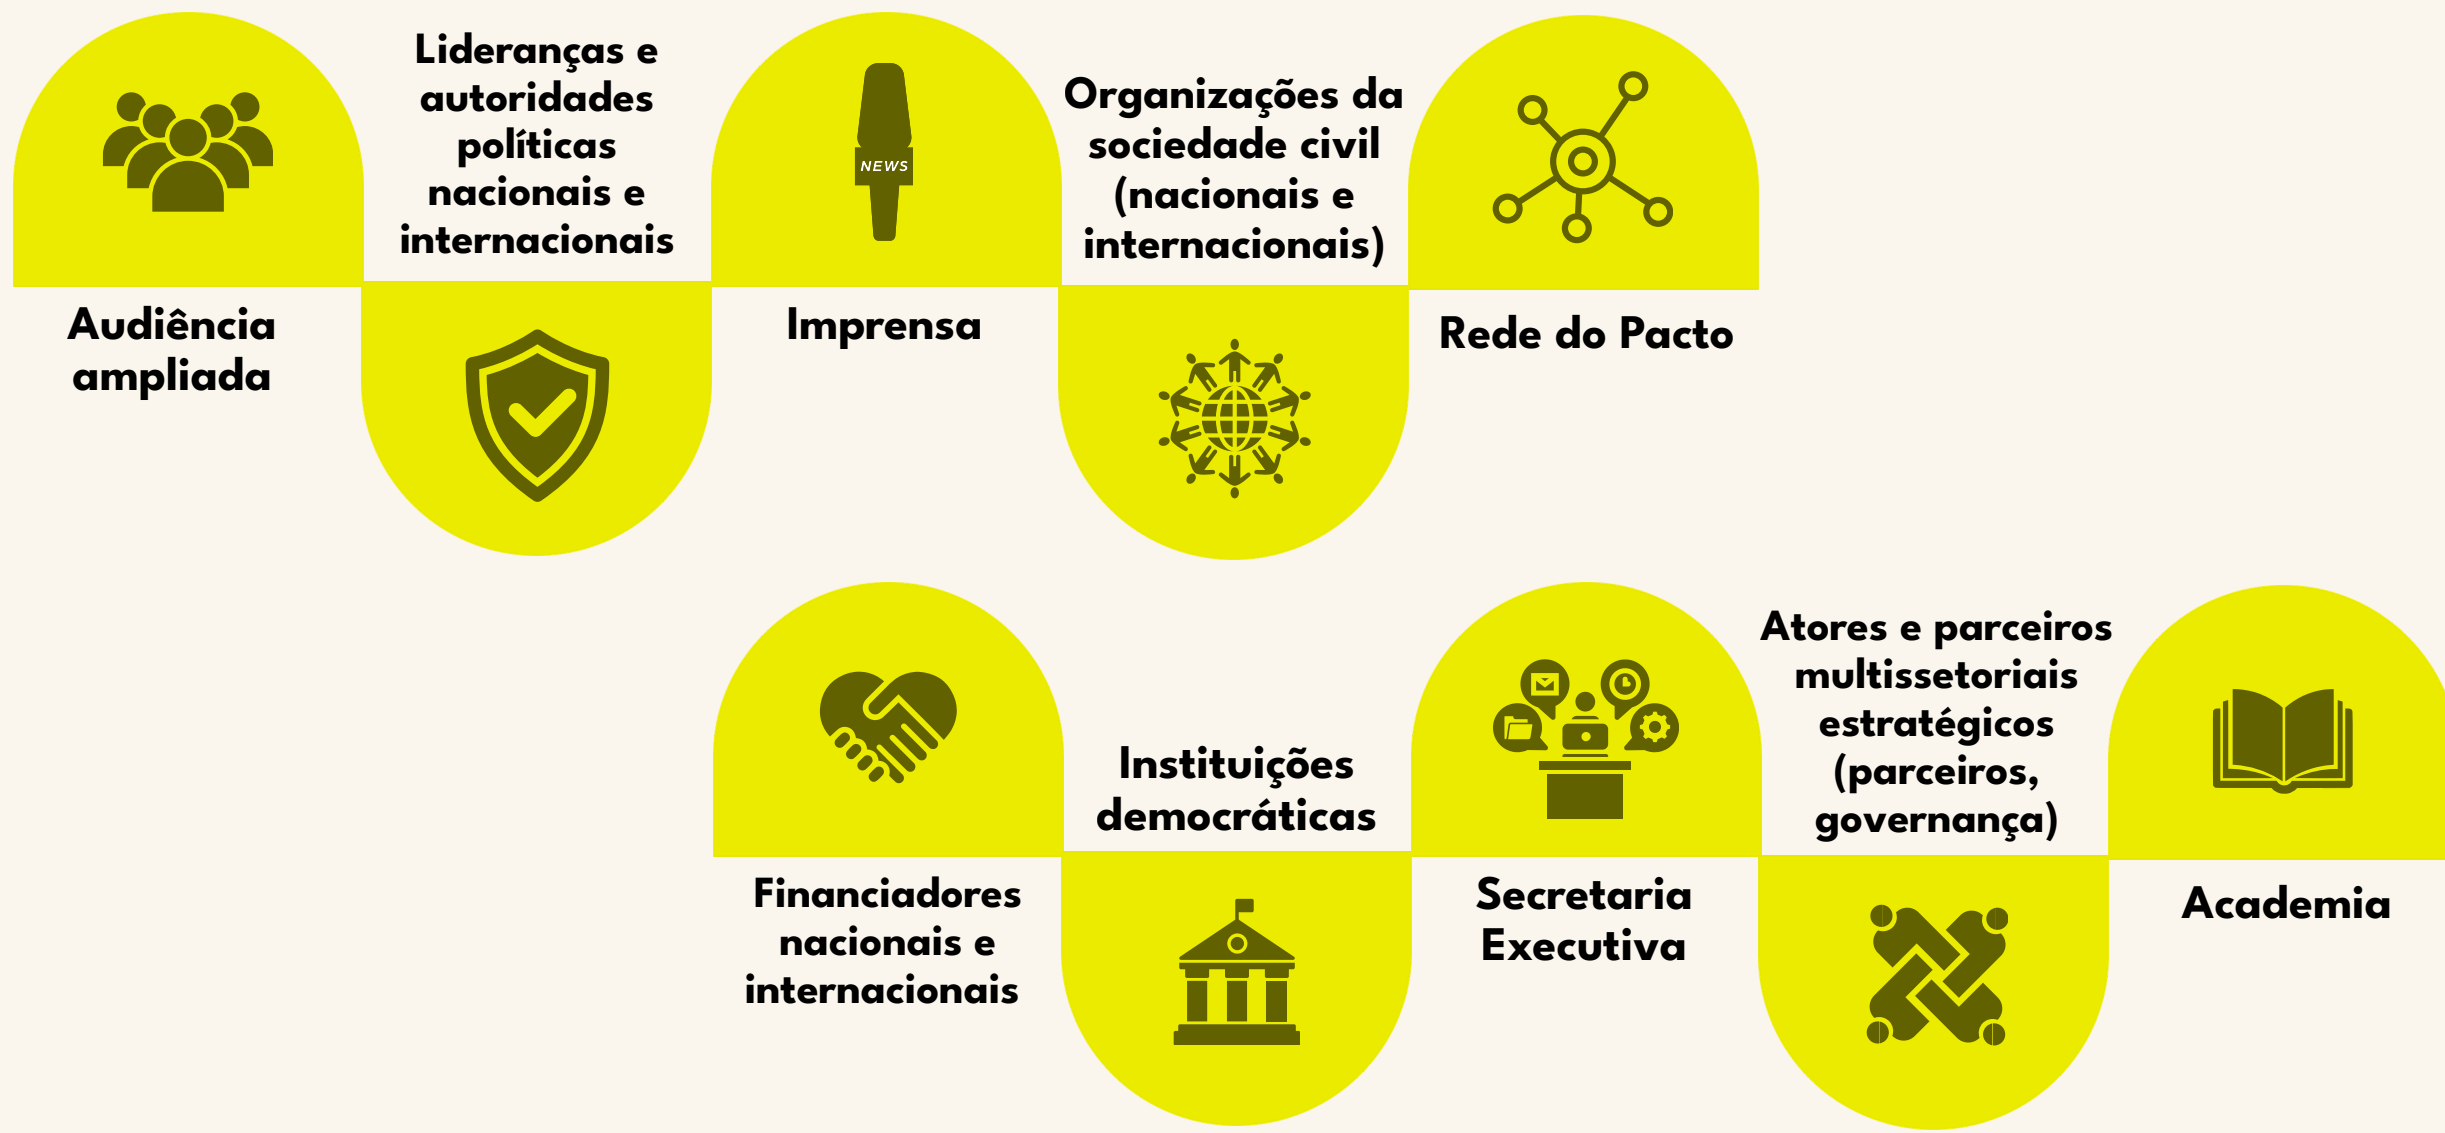 Audiência
ampliada
Lideranças e
autoridades
políticas
nacionais e
internacionais
NEWS
Imprensa
Organizações da
sociedade civil
(nacionais e
internacionais)
Rede do Pacto
Financiadores
nacionais e
internacionais
Instituições
democráticas
Secretaria
Executiva
Atores e parceiros
multissetoriais
estratégicos
(parceiros,
governança)
Academia